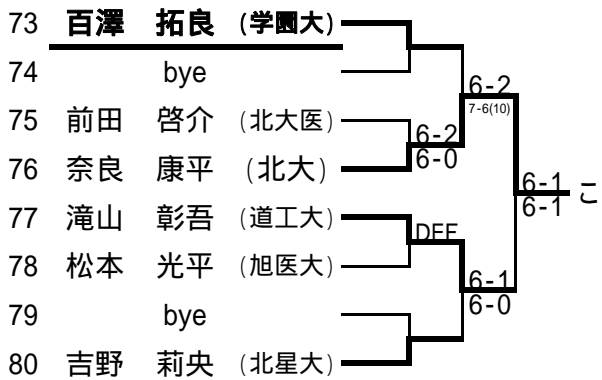 73 百澤 拓良 (学園大)
74 bye
6-2
7-6(10)
75 前田 啓介 (北大医)
6-2
6-0
76 奈良 康平 (北大)
6-1
6-1
こ
77 滝山 彰吾 (道工大)
DEF
78 松本 光平 (旭医大)
6-1
6-0
79 bye
80 吉野 莉央 (北星大)